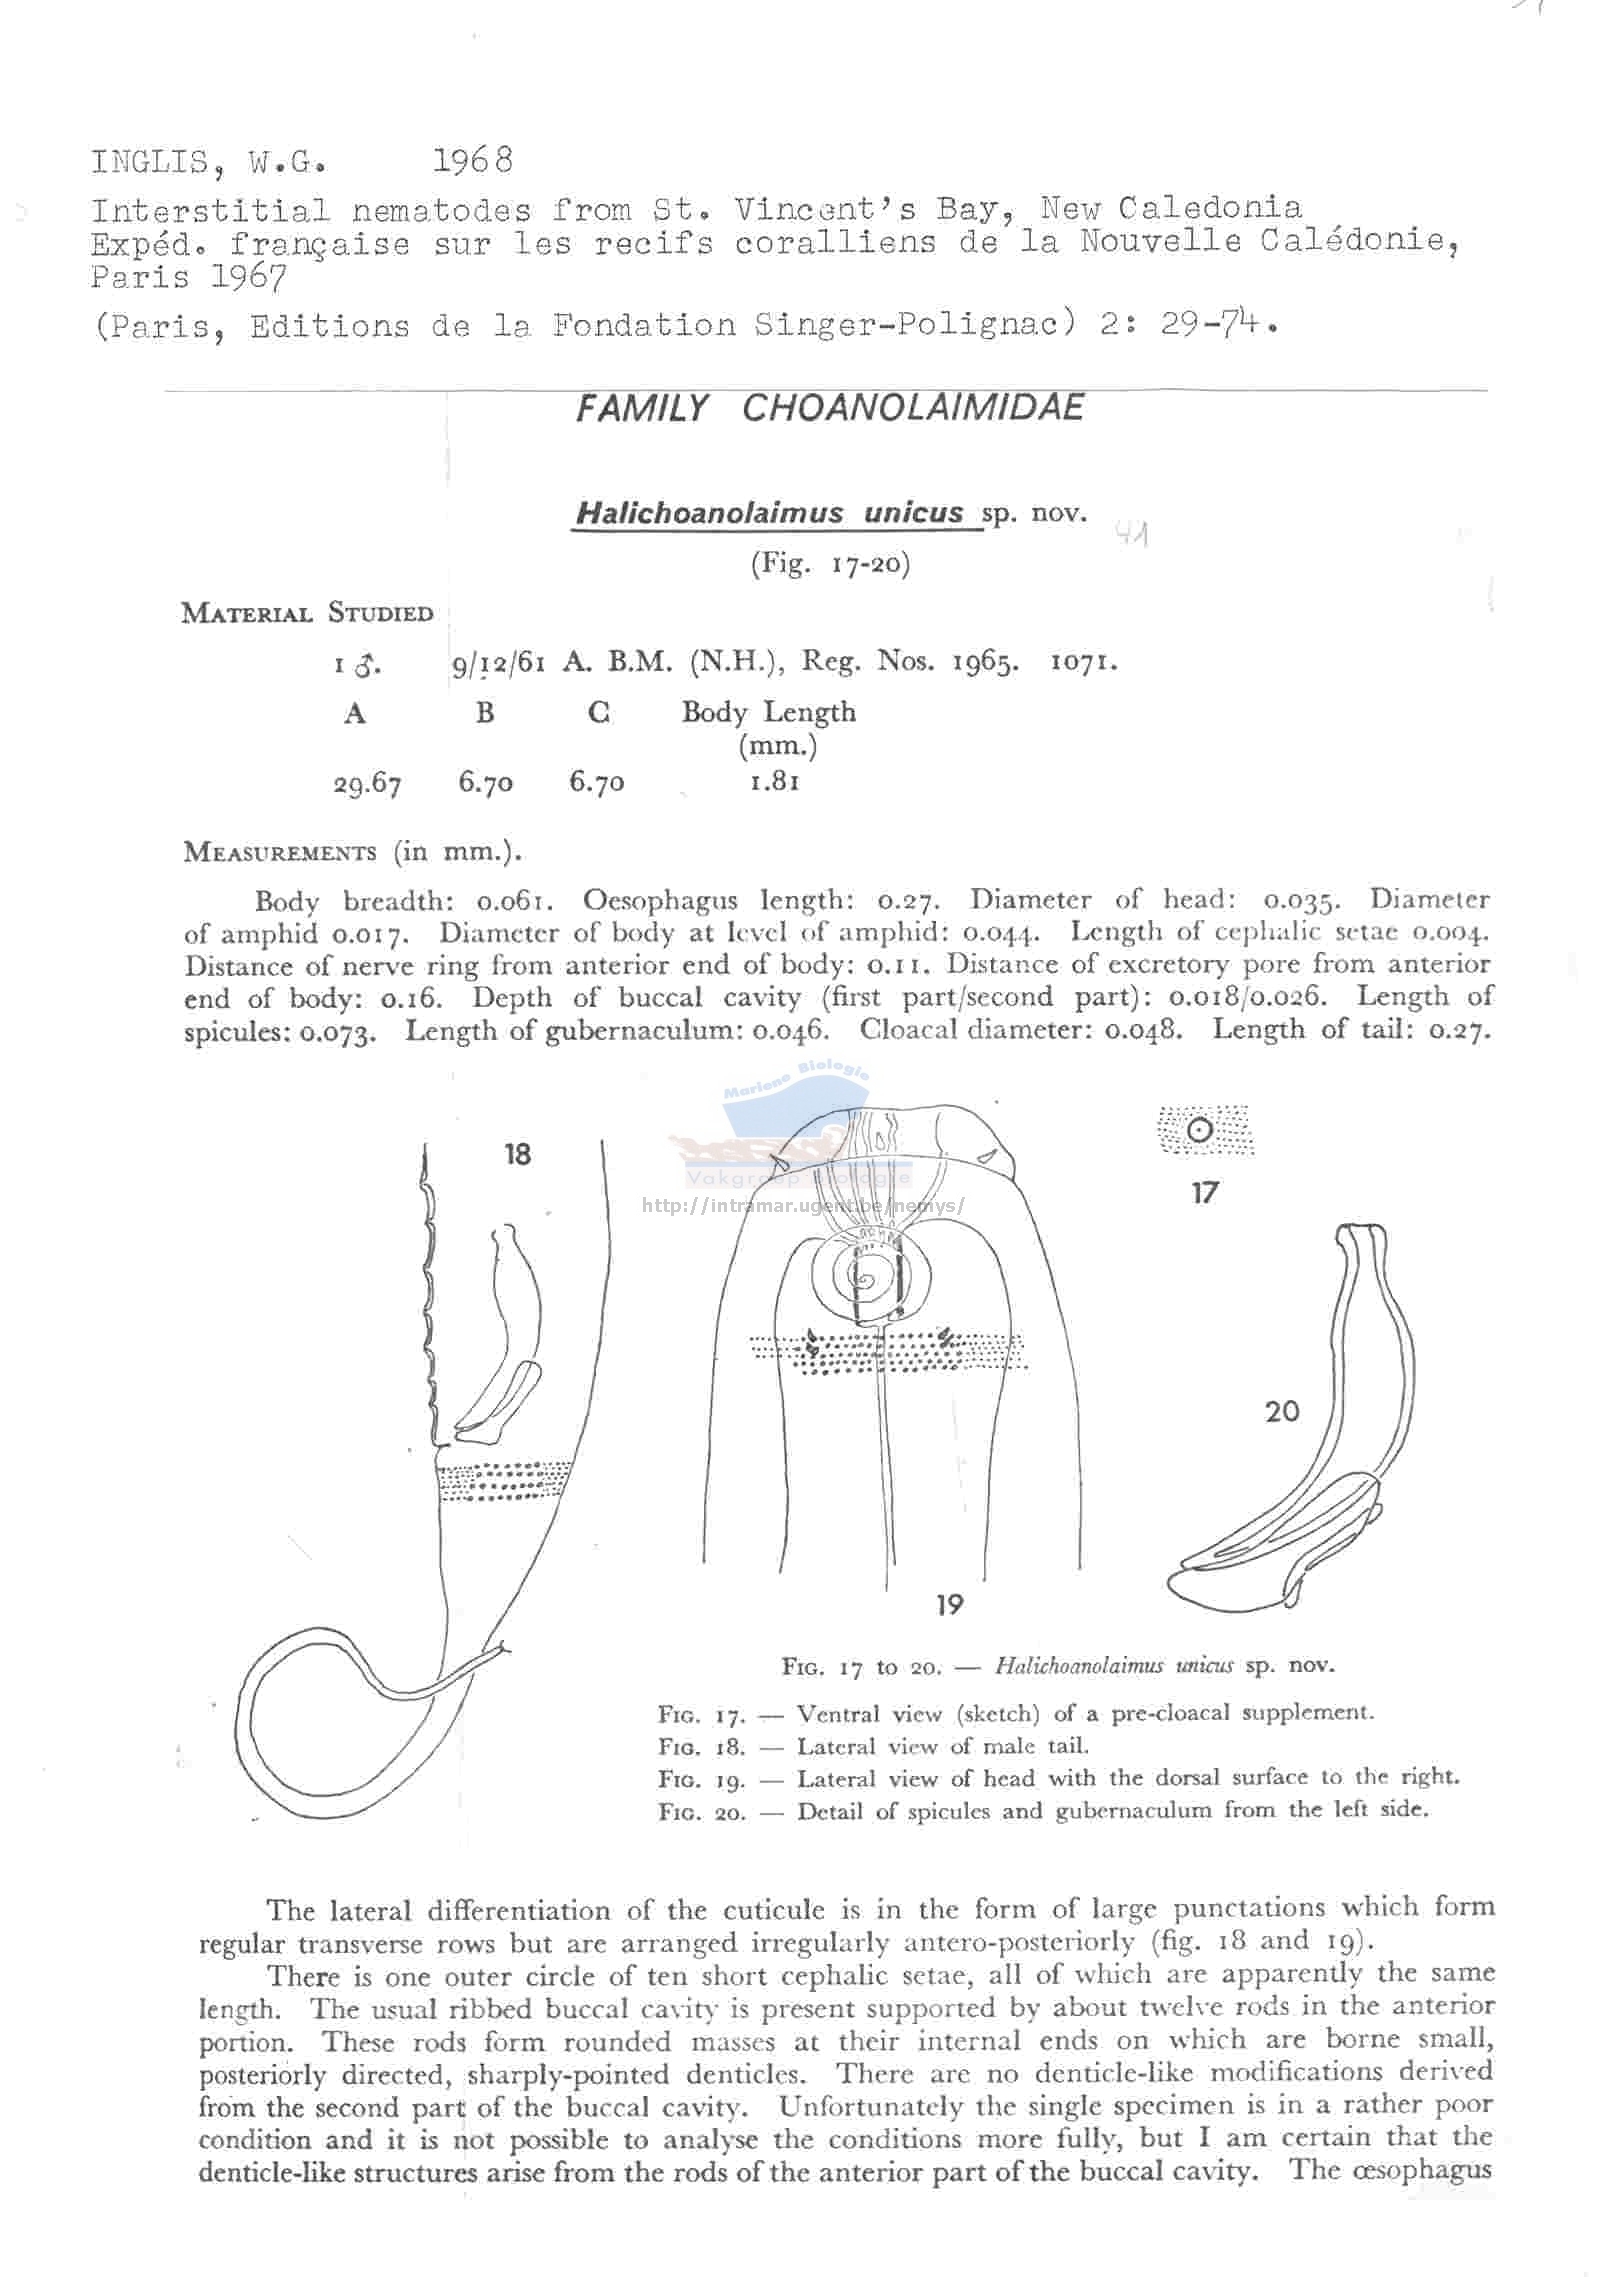 INGLIS, W.G. 1968
Interstitial nematodes from St. Vincent's Bay, New Caledonia
Expéd. française sur les recifs coralliens de la Nouvelle Calédonie,
Paris 1967
(Paris, Editions de la Fondation Singer-Polignac) 2: 29-74.
FAMILY CHOANOLAIMIDAE
Halichoanolaimus unicus sp. nov.
41
(Fig. 17-20)
MATERIAL STUDIED
1 ♂. 9/12/61 A. B.M. (N.H.), Reg. Nos. 1965. 1071.
A B C Body Length
(mm.)
29.67 6.70 6.70 1.81
MEASUREMENTS (in mm.).
Body breadth: 0.061. Oesophagus length: 0.27. Diameter of head: 0.035. Diameter
of amphid 0.017. Diameter of body at level of amphid: 0.044. Length of cephalic setae 0.004.
Distance of nerve ring from anterior end of body: 0.11. Distance of excretory pore from anterior
end of body: 0.16. Depth of buccal cavity (first part/second part): 0.018/0.026. Length of
spicules: 0.073. Length of gubernaculum: 0.046. Cloacal diameter: 0.048. Length of tail: 0.27.
Mariene Biologie
Vakgroep Biologie
http://intramar.ugent.be/nemys/
18
17
20
19
FIG. 17 to 20. — Halichoanolaimus unicus sp. nov.
FIG. 17. — Ventral view (sketch) of a pre-cloacal supplement.
FIG. 18. — Lateral view of male tail.
FIG. 19. — Lateral view of head with the dorsal surface to the right.
FIG. 20. — Detail of spicules and gubernaculum from the left side.
The lateral differentiation of the cuticule is in the form of large punctations which form
regular transverse rows but are arranged irregularly antero-posteriorly (fig. 18 and 19).
There is one outer circle of ten short cephalic setae, all of which are apparently the same
length. The usual ribbed buccal cavity is present supported by about twelve rods in the anterior
portion. These rods form rounded masses at their internal ends on which are borne small,
posteriorly directed, sharply-pointed denticles. There are no denticle-like modifications derived
from the second part of the buccal cavity. Unfortunately the single specimen is in a rather poor
condition and it is not possible to analyse the conditions more fully, but I am certain that the
denticle-like structures arise from the rods of the anterior part of the buccal cavity. The œsophagus